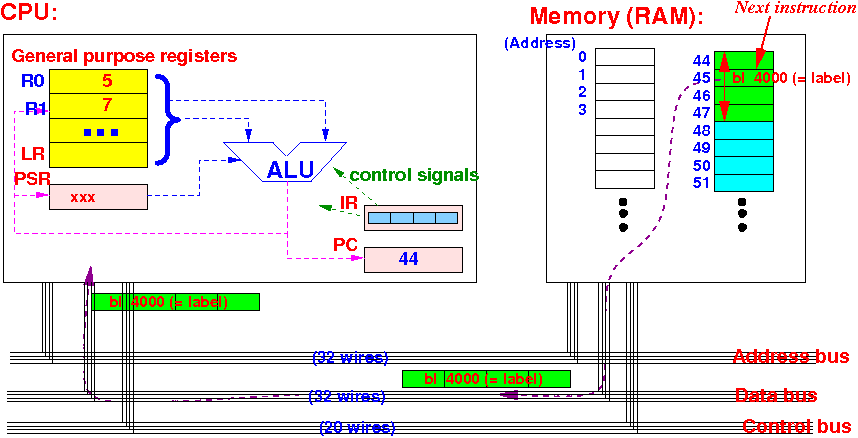 CPU:
Memory (RAM):
Next instruction
General purpose registers
(Address)
R0
5
R1
7
LR
PSR
xxx
ALU
control signals
IR
PC
44
0
1
2
3
44
45
bl 4000 (= label)
46
47
48
49
50
51
bl 4000 (= label)
(32 wires)
Address bus
bl 4000 (= label)
(32 wires)
Data bus
(20 wires)
Control bus